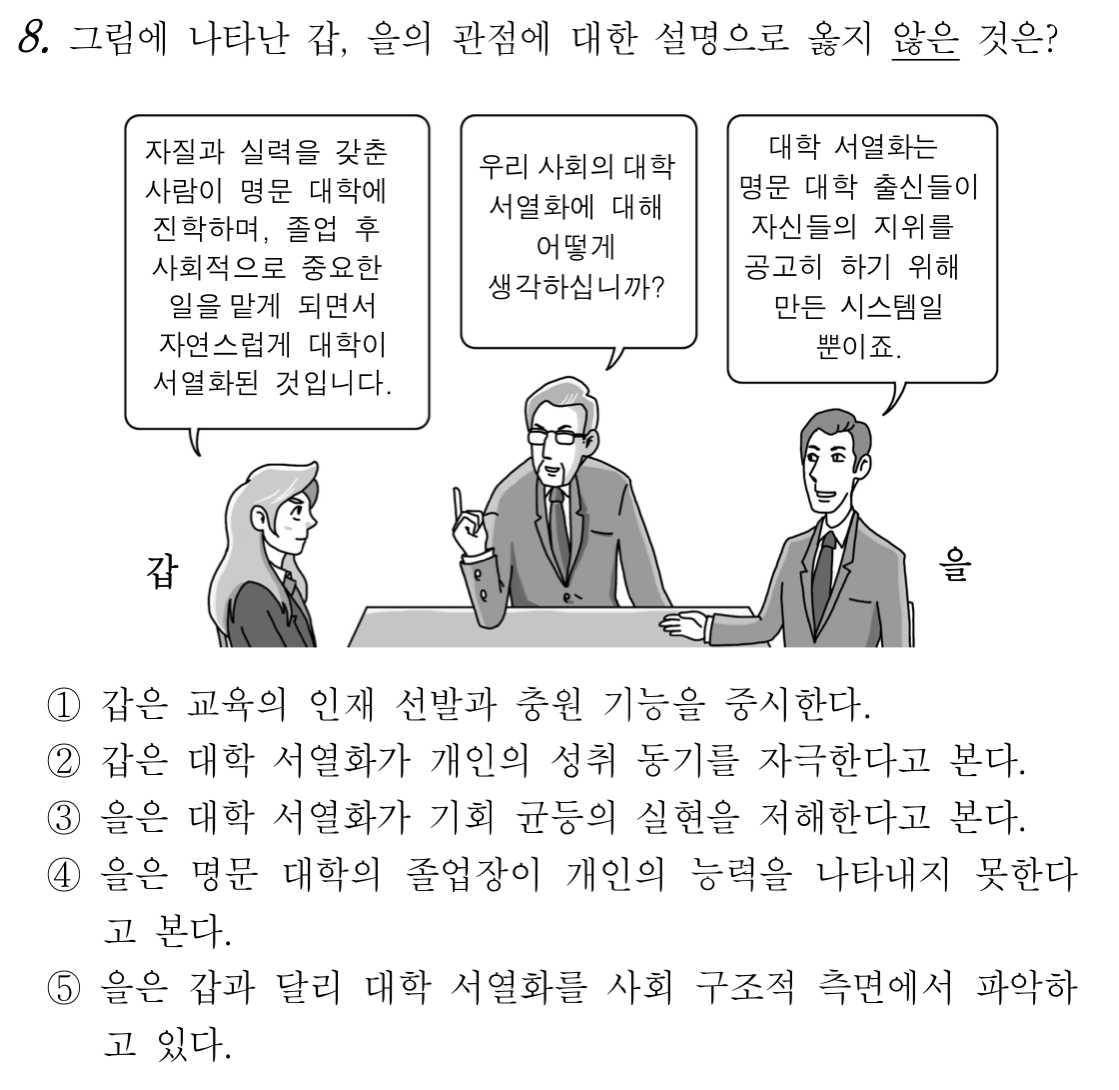 8. 그림에 나타난 갑, 을의 관점에 대한 설명으로 옳지 않은 것은?
자질과 실력을 갖춘
사람이 명문 대학에
진학하며, 졸업 후
사회적으로 중요한
일을 맡게 되면서
자연스럽게 대학이
서열화된 것입니다.
우리 사회의 대학
서열화에 대해
어떻게
생각하십니까?
대학 서열화는
명문 대학 출신들이
자신들의 지위를
공고히 하기 위해
만든 시스템일
뿐이죠.
갑
을
① 갑은 교육의 인재 선발과 충원 기능을 중시한다.
② 갑은 대학 서열화가 개인의 성취 동기를 자극한다고 본다.
③ 을은 대학 서열화가 기회 균등의 실현을 저해한다고 본다.
④ 을은 명문 대학의 졸업장이 개인의 능력을 나타내지 못한다
고 본다.
⑤ 을은 갑과 달리 대학 서열화를 사회 구조적 측면에서 파악하
고 있다.